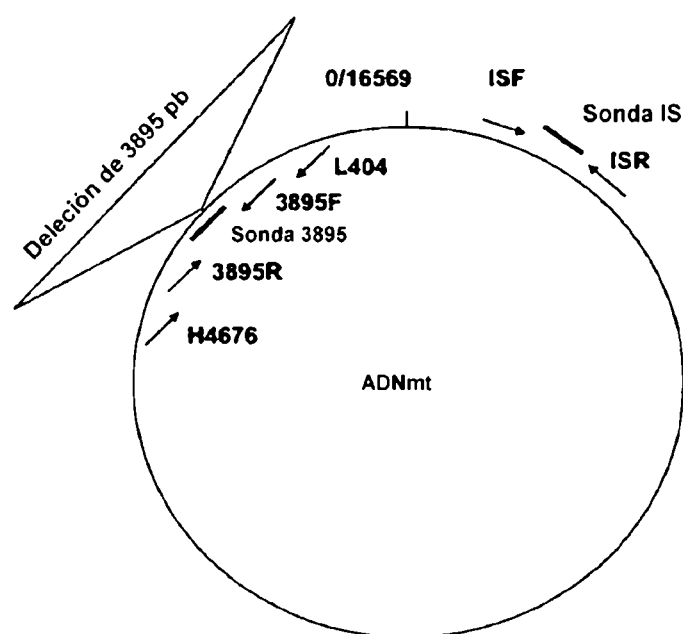 0/16569
ISF
Sonda IS
ISR
Deleción de 3895 pb
L404
3895F
Sonda 3895
3895R
H4676
ADNmt